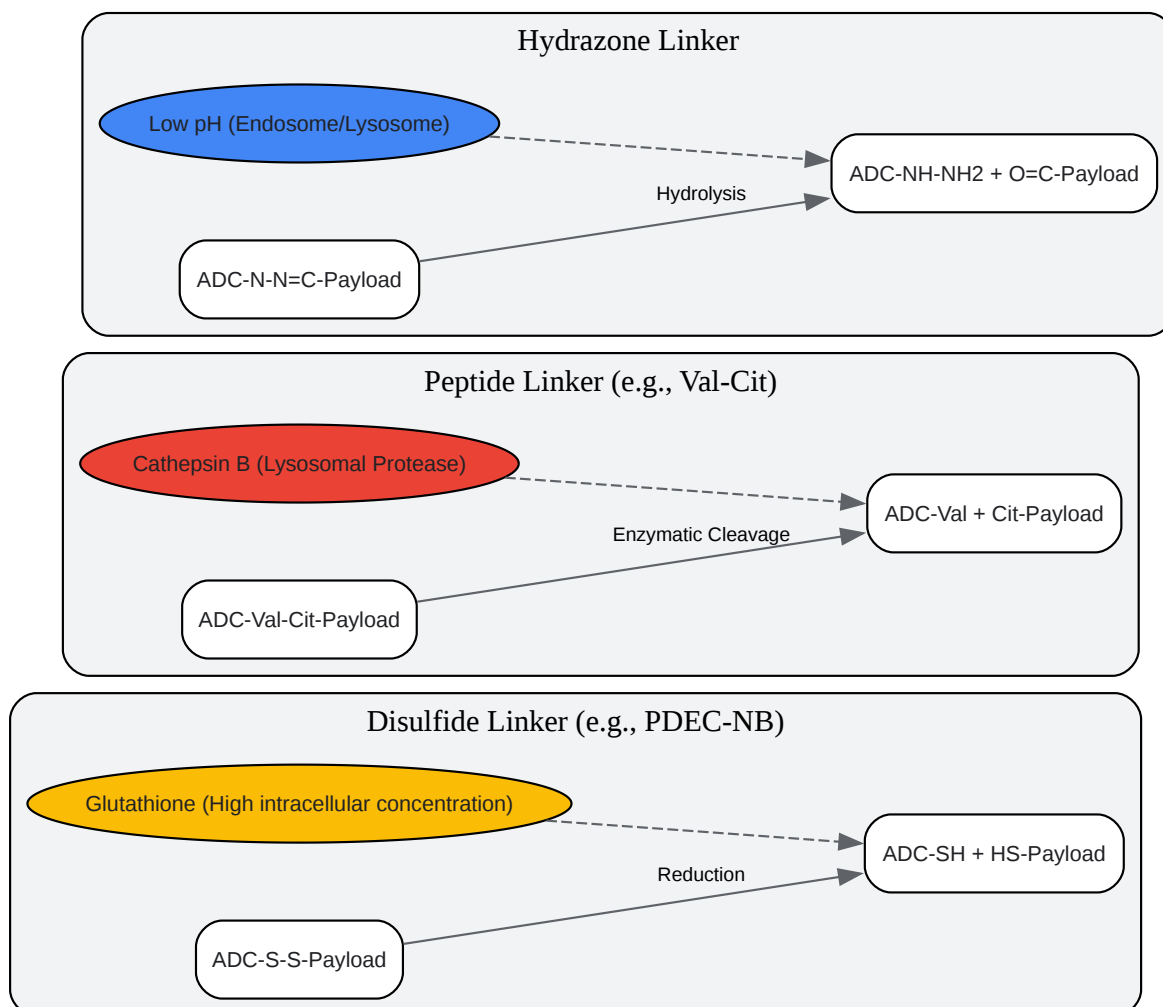 Hydrazone Linker
Low pH (Endosome/Lysosome)
ADC-NH-NH2 + O=C-Payload
Hydrolysis
ADC-N-N=C-Payload
Peptide Linker (e.g., Val-Cit)
Cathepsin B (Lysosomal Protease)
ADC-Val + Cit-Payload
Enzymatic Cleavage
ADC-Val-Cit-Payload
Disulfide Linker (e.g., PDEC-NB)
Glutathione (High intracellular concentration)
ADC-SH + HS-Payload
Reduction
ADC-S-S-Payload